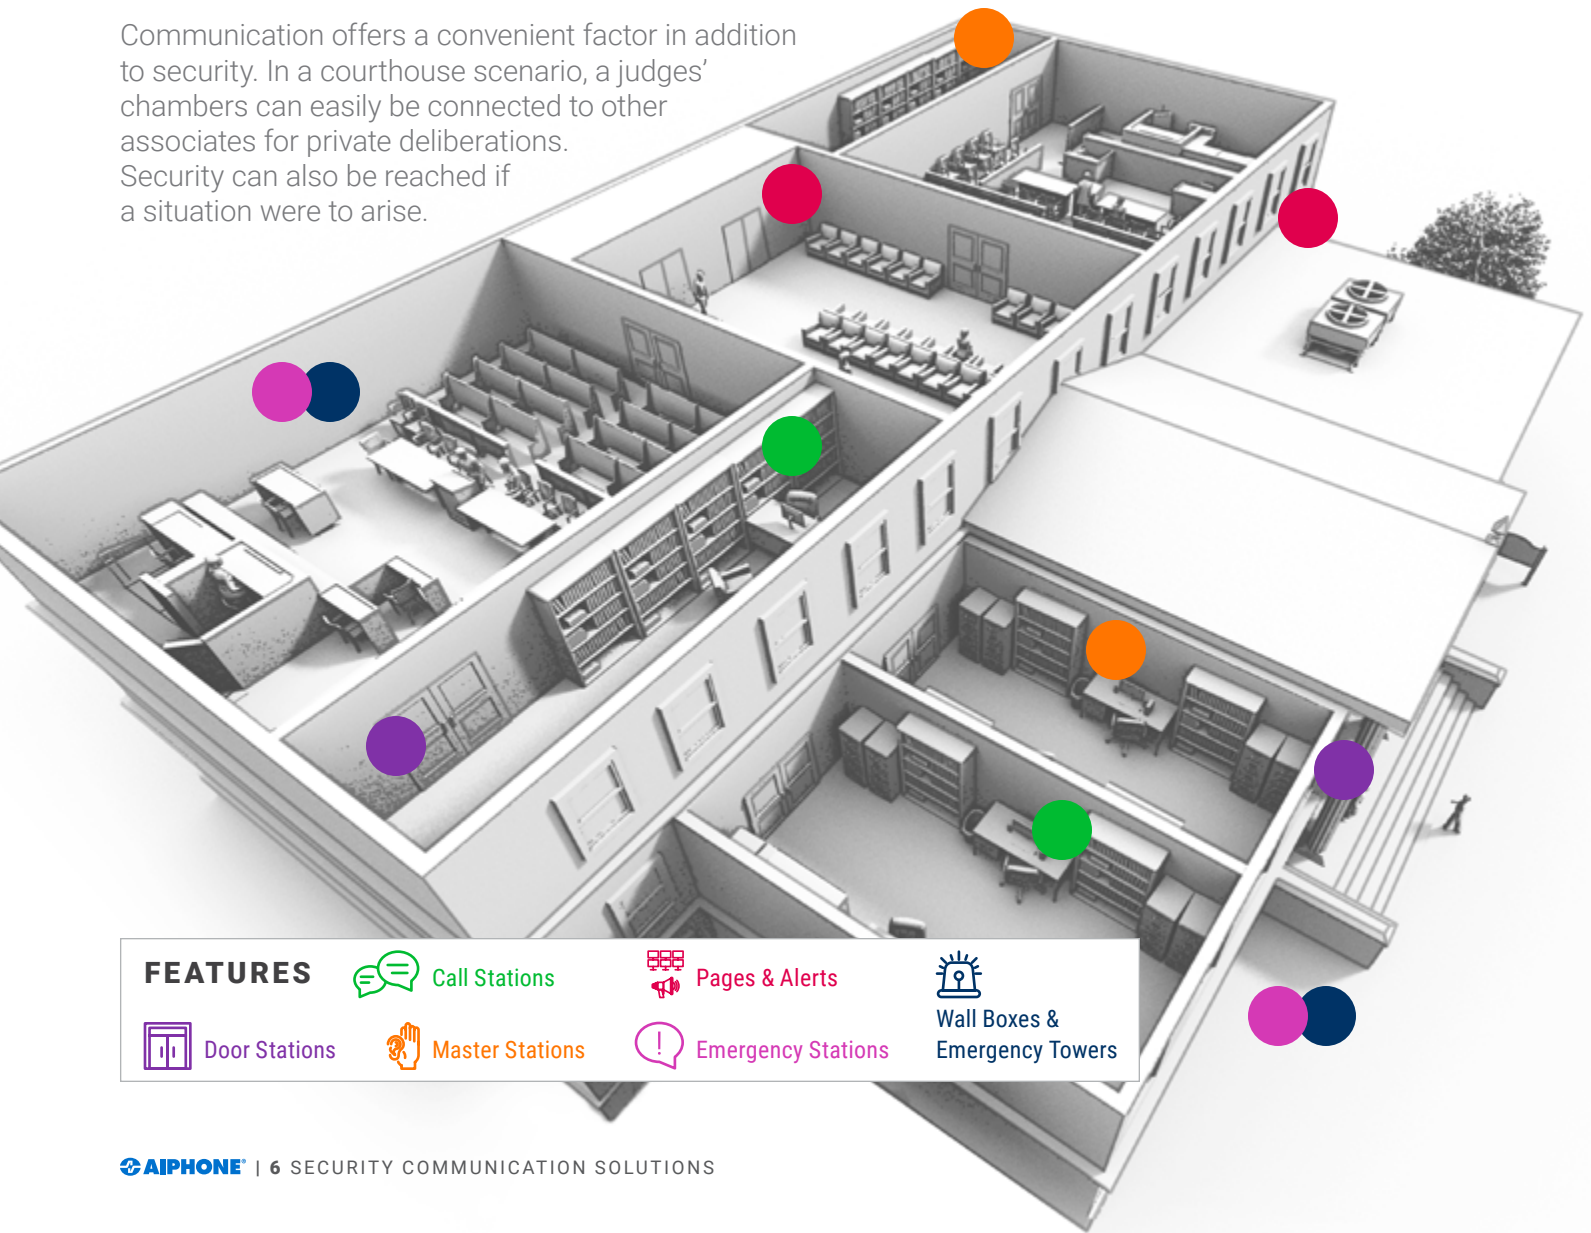 Communication offers a convenient factor in addition
to security. In a courthouse scenario, a judges’
chambers can easily be connected to other
associates for private deliberations.
Security can also be reached if
a situation were to arise.
FEATURES
Call Stations
Pages & Alerts
Wall Boxes &
Emergency Towers
Door Stations
Master Stations
Emergency Stations
AIPHONE® | 6 SECURITY COMMUNICATION SOLUTIONS